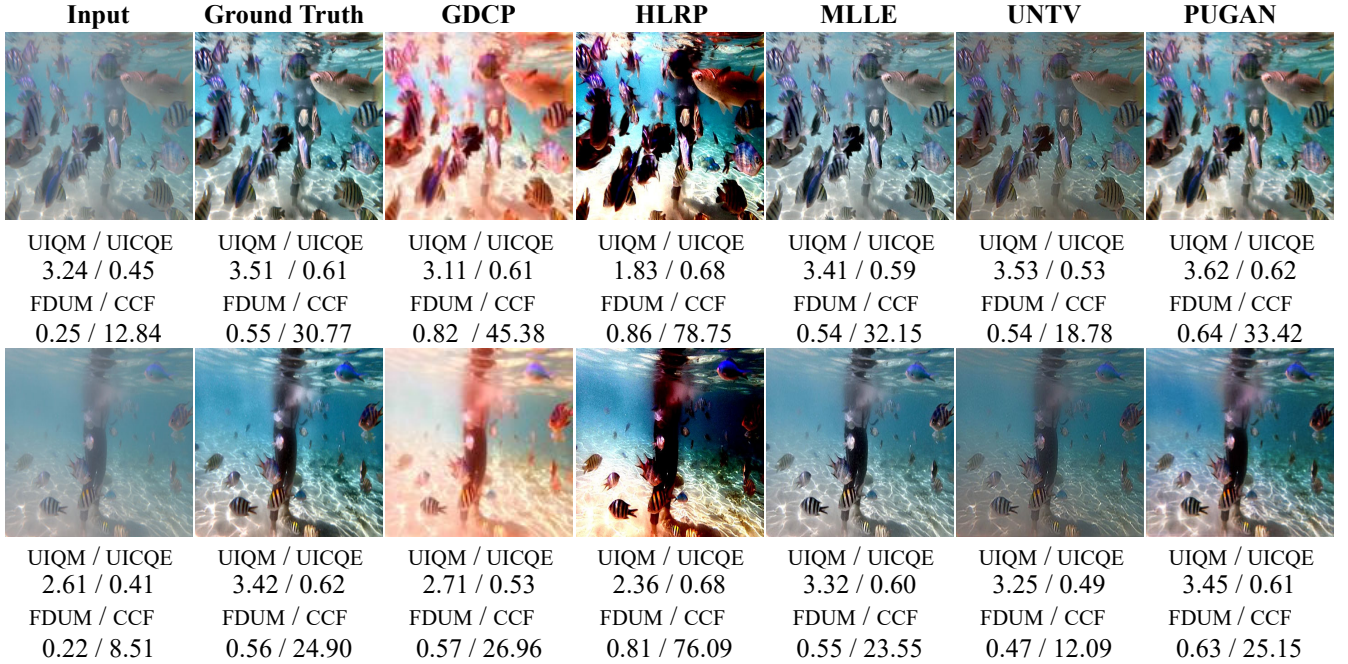 Input Ground Truth GDCP HLRP MLLE UNTV PUGAN
UIQM / UICQE UIQM / UICQE UIQM / UICQE UIQM / UICQE UIQM / UICQE UIQM / UICQE UIQM / UICQE
3.24 / 0.45 3.51 / 0.61 3.11 / 0.61 1.83 / 0.68 3.41 / 0.59 3.53 / 0.53 3.62 / 0.62
FDUM / CCF FDUM / CCF FDUM / CCF FDUM / CCF FDUM / CCF FDUM / CCF FDUM / CCF
0.25 / 12.84 0.55 / 30.77 0.82 / 45.38 0.86 / 78.75 0.54 / 32.15 0.54 / 18.78 0.64 / 33.42
UIQM / UICQE UIQM / UICQE UIQM / UICQE UIQM / UICQE UIQM / UICQE UIQM / UICQE UIQM / UICQE
2.61 / 0.41 3.42 / 0.62 2.71 / 0.53 2.36 / 0.68 3.32 / 0.60 3.25 / 0.49 3.45 / 0.61
FDUM / CCF FDUM / CCF FDUM / CCF FDUM / CCF FDUM / CCF FDUM / CCF FDUM / CCF
0.22 / 8.51 0.56 / 24.90 0.57 / 26.96 0.81 / 76.09 0.55 / 23.55 0.47 / 12.09 0.63 / 25.15